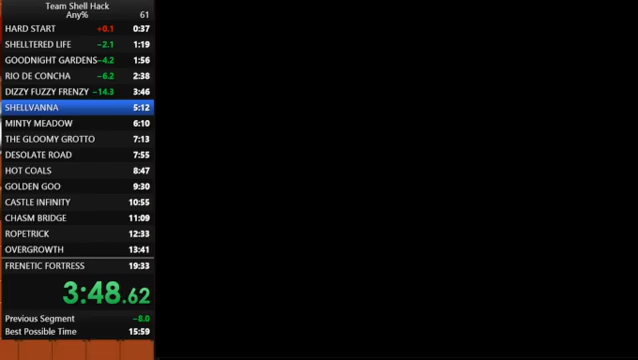 Team Shell Hack
Any% 61
HARD START +0.1 0:37
SHELLTERED LIFE −2.1 1:19
GOODNIGHT GARDENS −4.2 1:56
RIO DE CONCHA −6.2 2:38
DIZZY FUZZY FRENZY −14.3 3:46
SHELLVANNA 5:12
MINTY MEADOW 6:10
THE GLOOMY GROTTO 7:13
DESOLATE ROAD 7:55
HOT COALS 8:47
GOLDEN GOO 9:30
CASTLE INFINITY 10:55
CHASM BRIDGE 11:09
ROPETRICK 12:33
OVERGROWTH 13:41
FRENETIC FORTRESS 19:33
3:48.62
Previous Segment −8.0
Best Possible Time 15:59